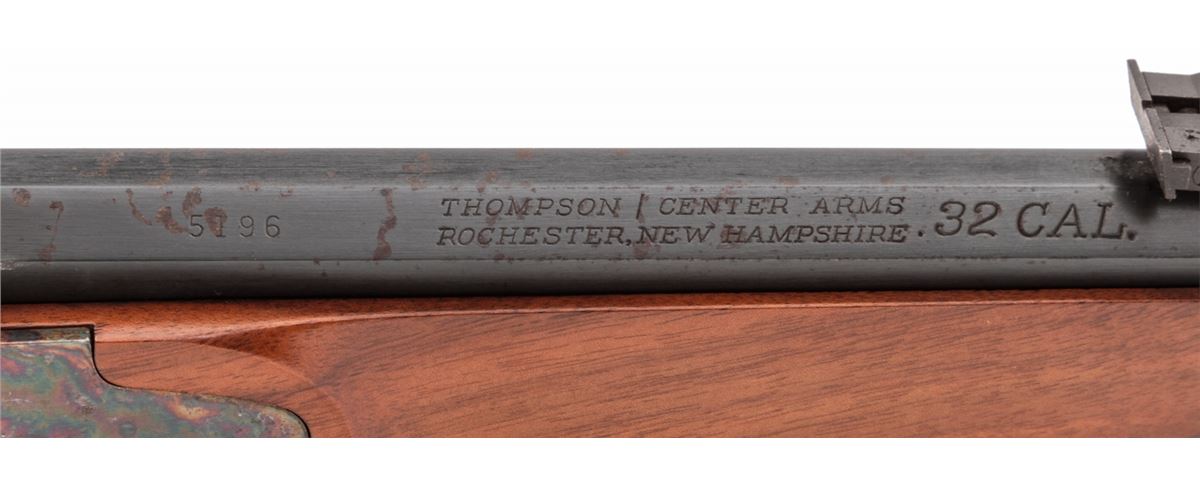 5196
THOMPSON / CENTER ARMS
ROCHESTER, NEW HAMPSHIRE
.32 CAL.